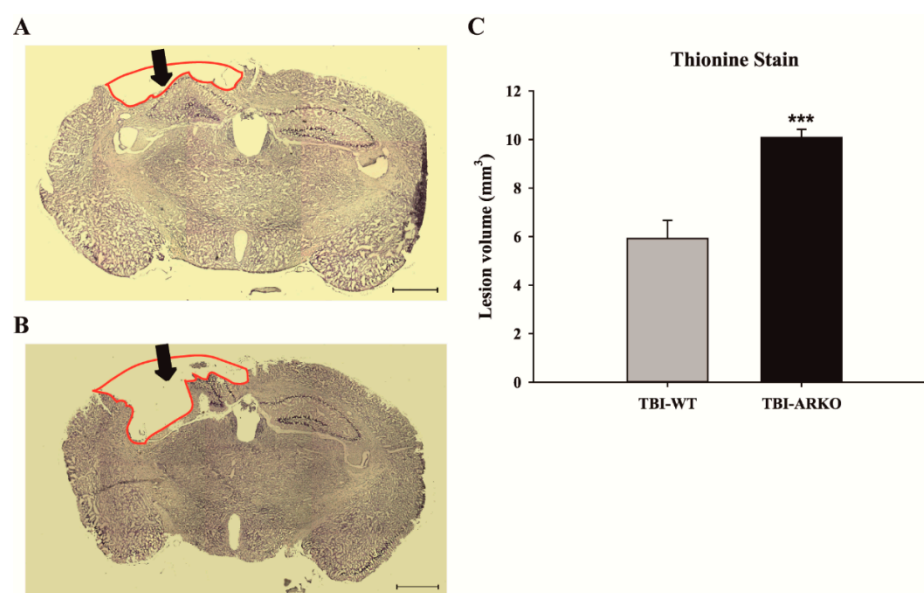 A
B
C
Thionine Stain
Lesion volume (mm³)
12
10
8
6
4
2
0
***
TBI-WT
TBI-ARKO